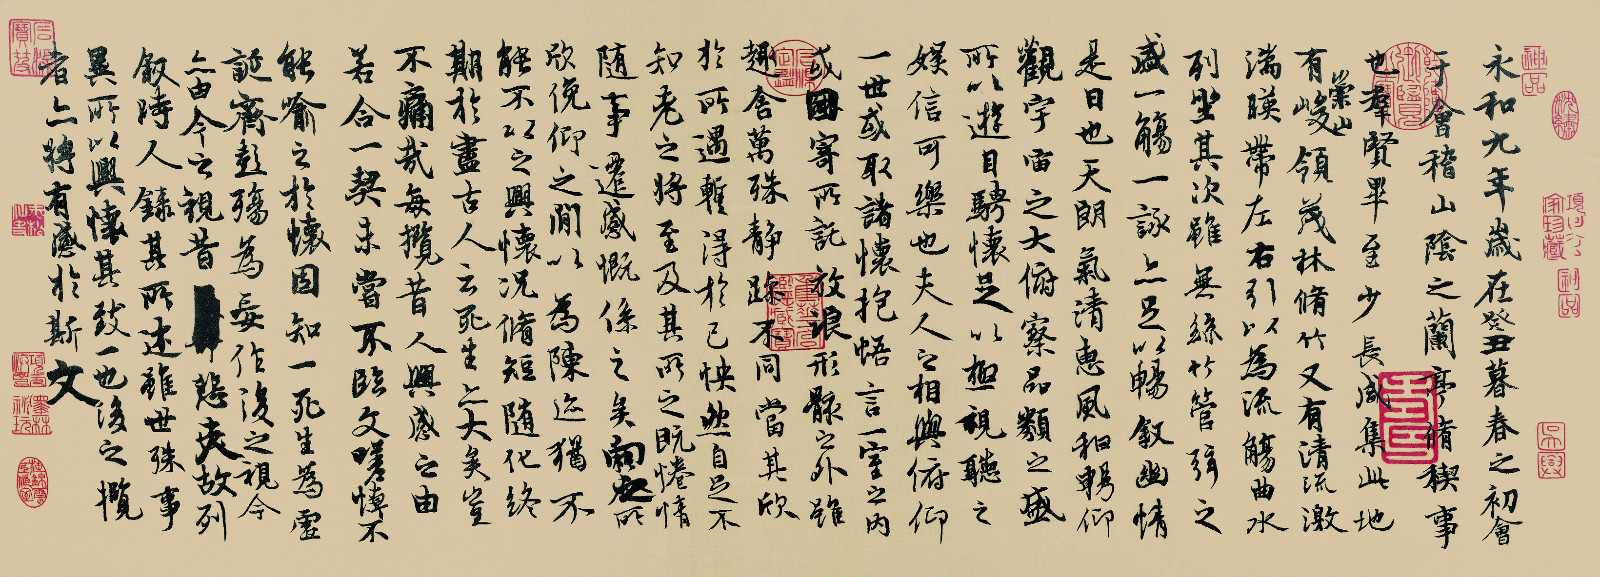 永和九年歲在癸丑暮春之初會
于會稽山陰之蘭亭脩稧事
也羣賢畢至少長咸集此地
有崇山峻領茂林脩竹又有清流激
湍暎帶左右引以為流觴曲水
列坐其次雖無絲竹管弦之
盛一觴一詠亦足以暢敘幽情
是日也天朗氣清惠風和暢仰
觀宇宙之大俯察品類之盛
所以遊目騁懷足以極視聽之
娛信可樂也夫人之相與俯仰
一世或取諸懷抱悟言一室之內
或因寄所託放浪形骸之外雖
趣舍萬殊靜躁不同當其欣
於所遇暫得於己怏然自足不
知老之將至及其所之既惓情
隨事遷感慨係之矣向之所
欣俛仰之閒以為陳迹猶不
能不以之興懷況脩短隨化終
期於盡古人云死生亦大矣豈
不痛哉每攬昔人興感之由
若合一契未嘗不臨文嗟悼不
能喻之於懷固知一死生為虛
誕齊彭殤為妄作後之視今
亦由今之視昔悲夫故列
敘時人錄其所述雖世殊事
異所以興懷其致一也後之攬
者亦將有感於斯文